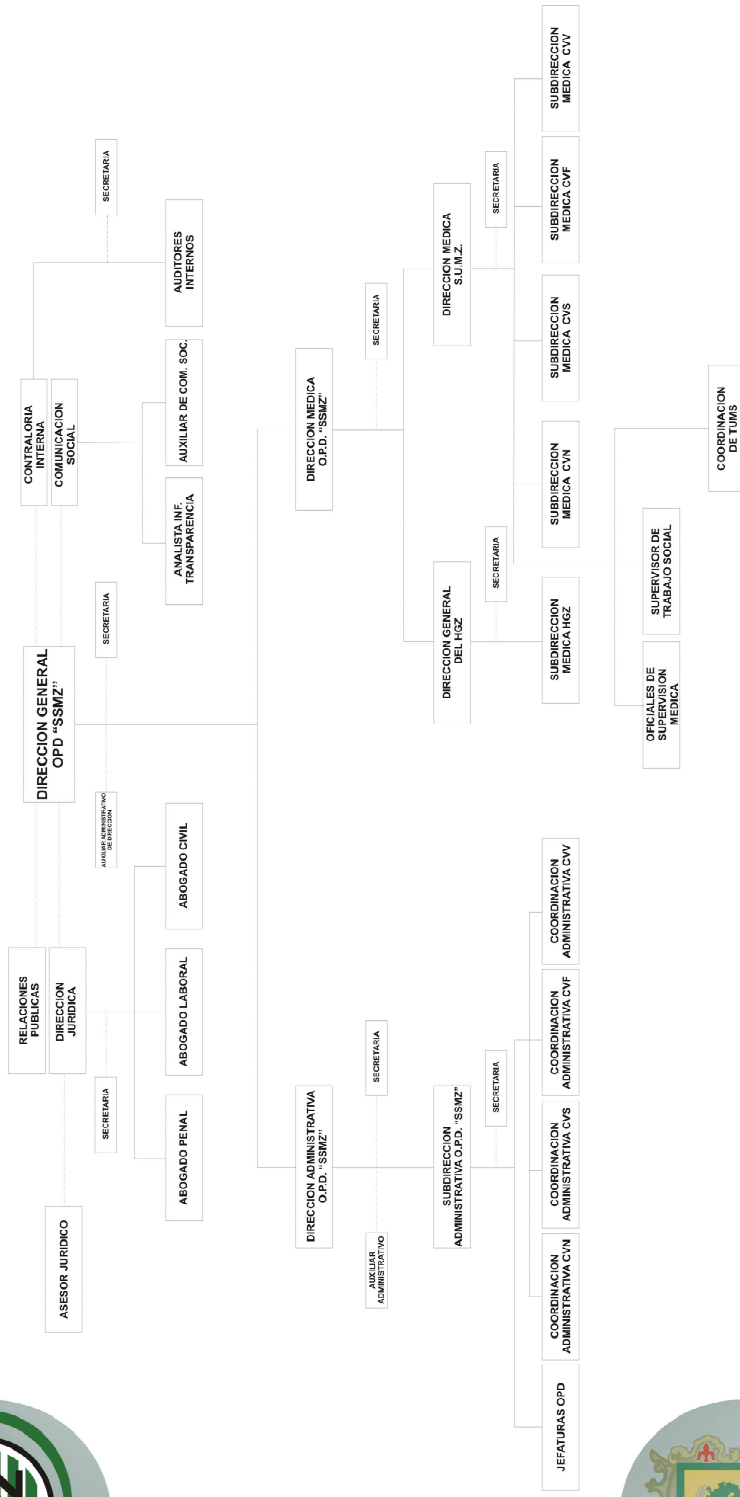 RELACIONES
PUBLICAS
DIRECCION
JURIDICA
ASESOR JURIDICO
SECRETARIA
ABOGADO PENAL
ABOGADO LABORAL
ABOGADO CIVIL
DIRECCION GENERAL
OPD “SSMZ”
AUXILIAR ADMINISTRATIVO
DE DIRECCION
SECRETARIA
CONTRALORIA
INTERNA
COMUNICACION
SOCIAL
ANALISTA INF.
TRANSPARENCIA
AUXILIAR DE COM. SOC.
SECRETARIA
AUDITORES
INTERNOS
DIRECCION ADMINISTRATIVA
O.P.D. “SSMZ”
AUXILIAR
ADMINISTRATIVO
SECRETARIA
SUBDIRECCION
ADMINISTRATIVA O.P.D. “SSMZ”
SECRETARIA
JEFATURAS OPD
COORDINACION
ADMINISTRATIVA CVN
COORDINACION
ADMINISTRATIVA CVS
COORDINACION
ADMINISTRATIVA CVF
COORDINACION
ADMINISTRATIVA CVV
DIRECCION MEDICA
O.P.D. “SSMZ”
SECRETARIA
DIRECCION GENERAL
DEL HGZ
SECRETARIA
SUBDIRECCION
MEDICA HGZ
DIRECCION MEDICA
S.U.M.Z.
SECRETARIA
SUBDIRECCION
MEDICA CVN
SUBDIRECCION
MEDICA CVS
SUBDIRECCION
MEDICA CVF
SUBDIRECCION
MEDICA CVV
OFICIALES DE
SUPERVISION
MEDICA
SUPERVISOR DE
TRABAJO SOCIAL
COORDINACION
DE TUMS